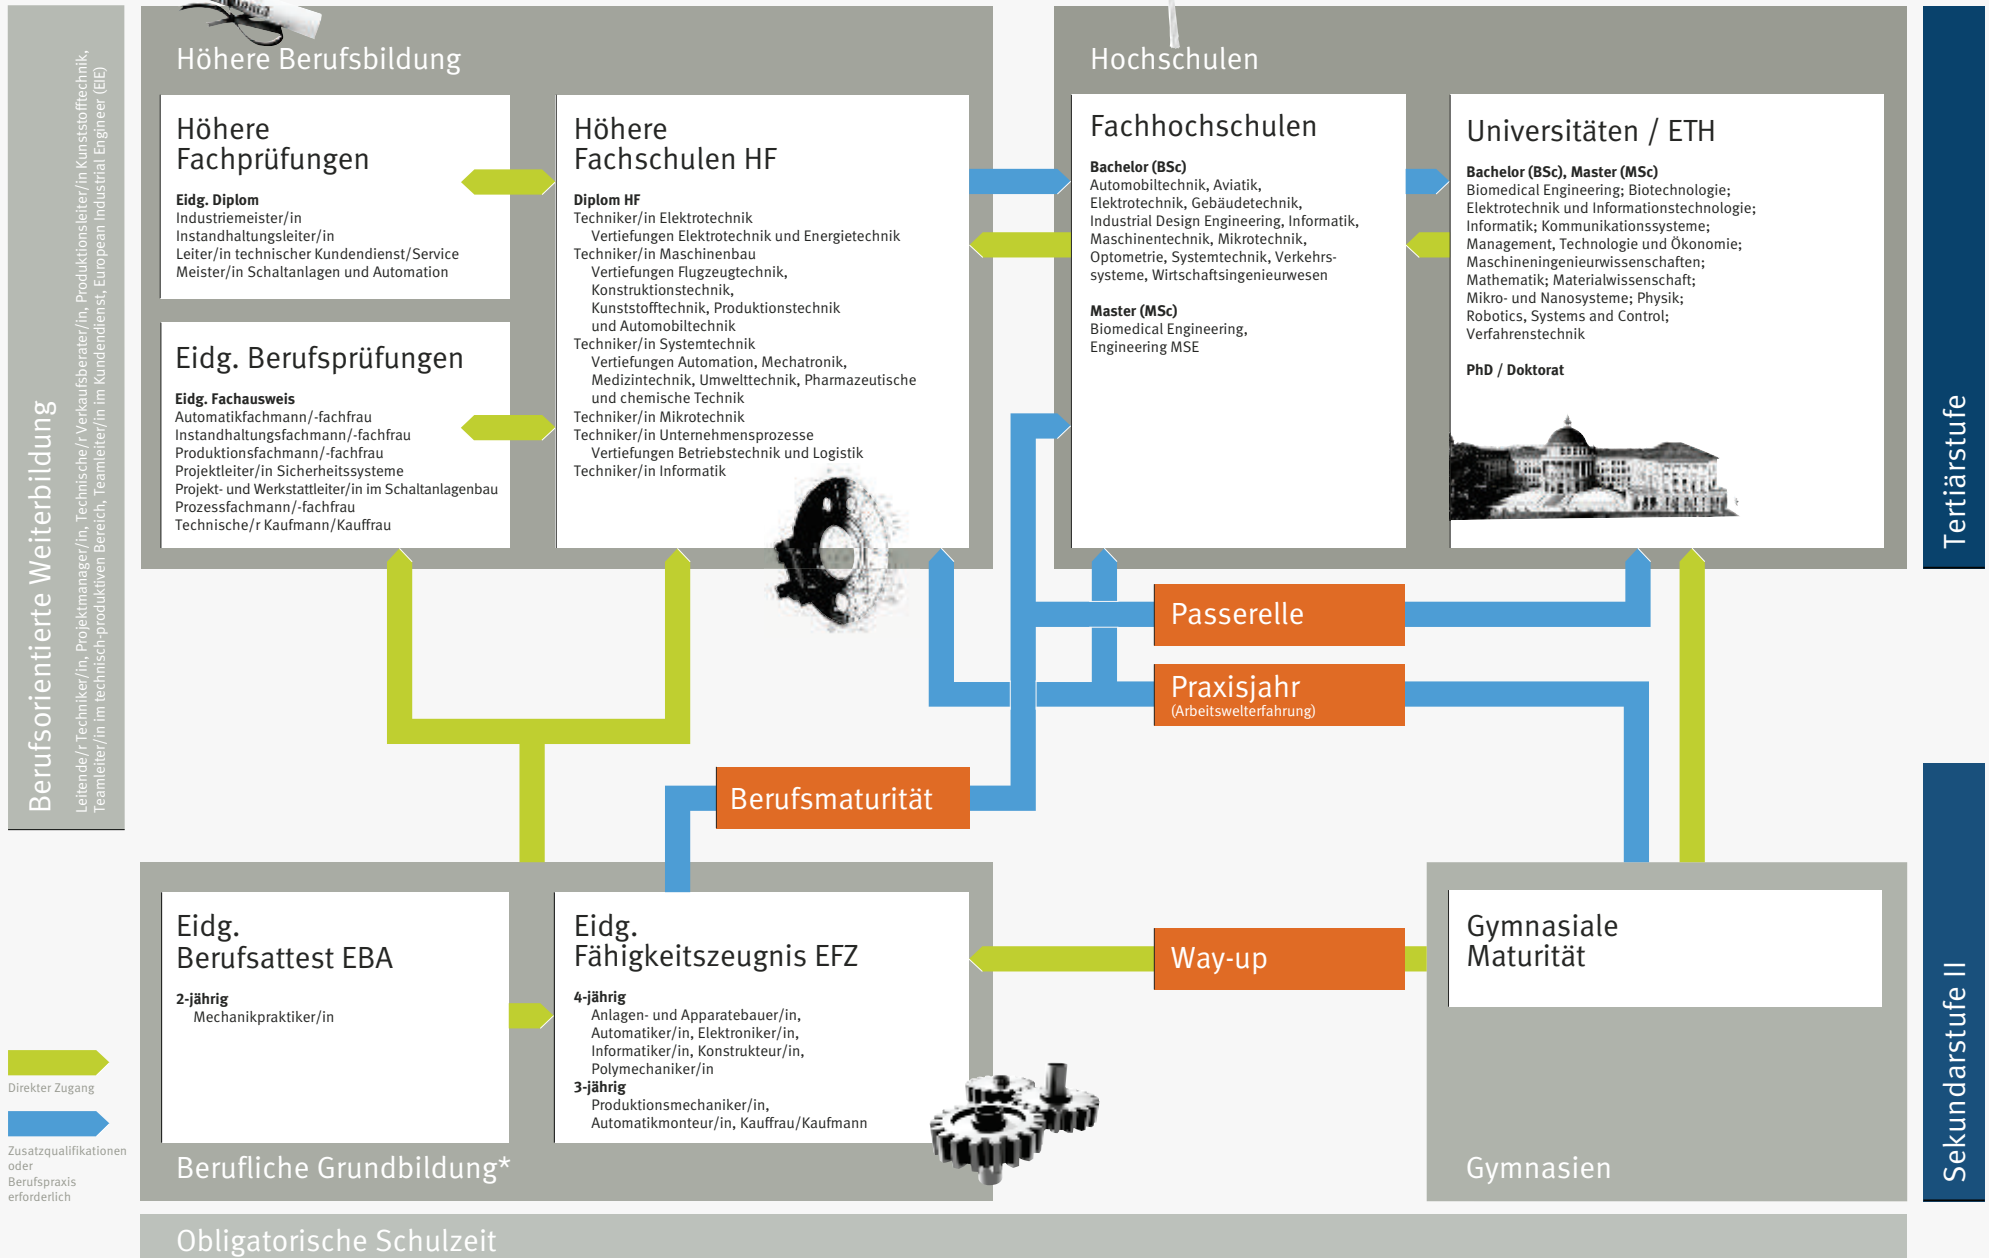 Berufsorientierte Weiterbildung
Leitende/r Techniker/in, Projektmanager/in, Technische/r Verkaufsberater/in, Produktionsleiter/in Kunststofftechnik,
Teamleiter/in im technisch-produktiven Bereich, Teamleiter/in im Kundendienst, European Industrial Engineer (EIE)
Höhere Berufsbildung
Höhere
Fachprüfungen
Eidg. Diplom
Industriemeister/in
Instandhaltungsleiter/in
Leiter/in technischer Kundendienst/Service
Meister/in Schaltanlagen und Automation
Eidg. Berufsprüfungen
Eidg. Fachausweis
Automatikfachmann/-fachfrau
Instandhaltungsfachmann/-fachfrau
Produktionsfachmann/-fachfrau
Projektleiter/in Sicherheitssysteme
Projekt- und Werkstattleiter/in im Schaltanlagenbau
Prozessfachmann/-fachfrau
Technische/r Kaufmann/Kauffrau
Höhere
Fachschulen HF
Diplom HF
Techniker/in Elektrotechnik
Vertiefungen Elektrotechnik und Energietechnik
Techniker/in Maschinenbau
Vertiefungen Flugzeugtechnik,
Konstruktionstechnik,
Kunststofftechnik, Produktionstechnik
und Automobiltechnik
Techniker/in Systemtechnik
Vertiefungen Automation, Mechatronik,
Medizintechnik, Umwelttechnik, Pharmazeutische
und chemische Technik
Techniker/in Mikrotechnik
Techniker/in Unternehmensprozesse
Vertiefungen Betriebstechnik und Logistik
Techniker/in Informatik
Hochschulen
Fachhochschulen
Bachelor (BSc)
Automobiltechnik, Aviatik,
Elektrotechnik, Gebäudetechnik,
Industrial Design Engineering, Informatik,
Maschinentechnik, Mikrotechnik,
Optometrie, Systemtechnik, Verkehrs-
systeme, Wirtschaftsingenieurwesen
Master (MSc)
Biomedical Engineering,
Engineering MSE
Universitäten / ETH
Bachelor (BSc), Master (MSc)
Biomedical Engineering; Biotechnologie;
Elektrotechnik und Informationstechnologie;
Informatik; Kommunikationssysteme;
Management, Technologie und Ökonomie;
Maschineningenieurwissenschaften;
Mathematik; Materialwissenschaft;
Mikro- und Nanosysteme; Physik;
Robotics, Systems and Control;
Verfahrenstechnik
PhD / Doktorat
Tertiärstufe
Passerelle
Praxisjahr
(Arbeitswelterfahrung)
Berufsmaturität
Eidg.
Berufsattest EBA
2-jährig
Mechanikpraktiker/in
Eidg.
Fähigkeitszeugnis EFZ
4-jährig
Anlagen- und Apparatebauer/in,
Automatiker/in, Elektroniker/in,
Informatiker/in, Konstrukteur/in,
Polymechaniker/in
3-jährig
Produktionsmechaniker/in,
Automatikmonteur/in, Kauffrau/Kaufmann
Berufliche Grundbildung*
Way-up
Gymnasiale
Maturität
Gymnasien
Sekundarstufe II
Direkter Zugang
Zusatzqualifikationen
oder
Berufspraxis
erforderlich
Obligatorische Schulzeit